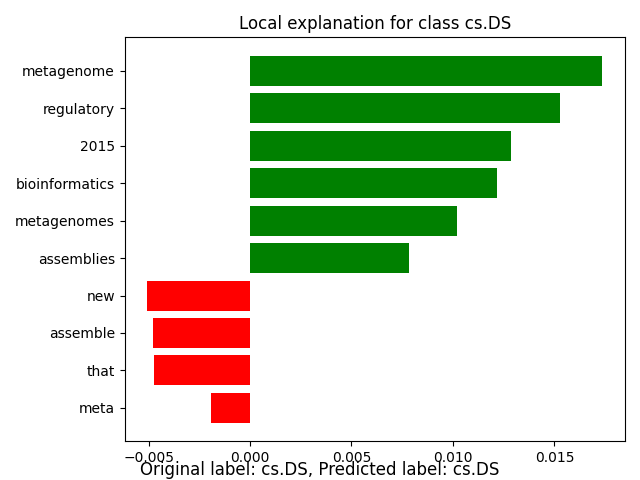 Local explanation for class cs.DS
metagenome
regulatory
2015
bioinformatics
metagenomes
assemblies
new
assemble
that
meta
−0.005 0.000 0.005 0.010 0.015
Original label: cs.DS, Predicted label: cs.DS